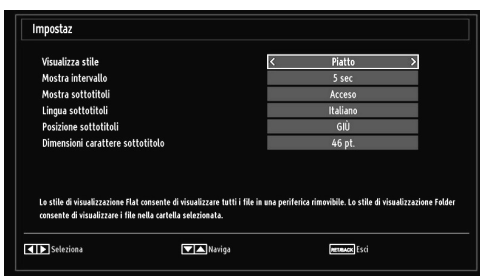 Impostaz
Visualizza stile < Piatto >
Mostra intervallo 5 sec
Mostra sottotitoli Acceso
Lingua sottotitoli Italiano
Posizione sottotitoli GIÙ
Dimensioni carattere sottotitolo 46 pt.
Lo stile di visualizzazione Flat consente di visualizzare tutti i file in una periferica rimovibile. Lo stile di visualizzazione Folder
consente di visualizzare i file nella cartella selezionata.
Seleziona Naviga RET/BACK Esci